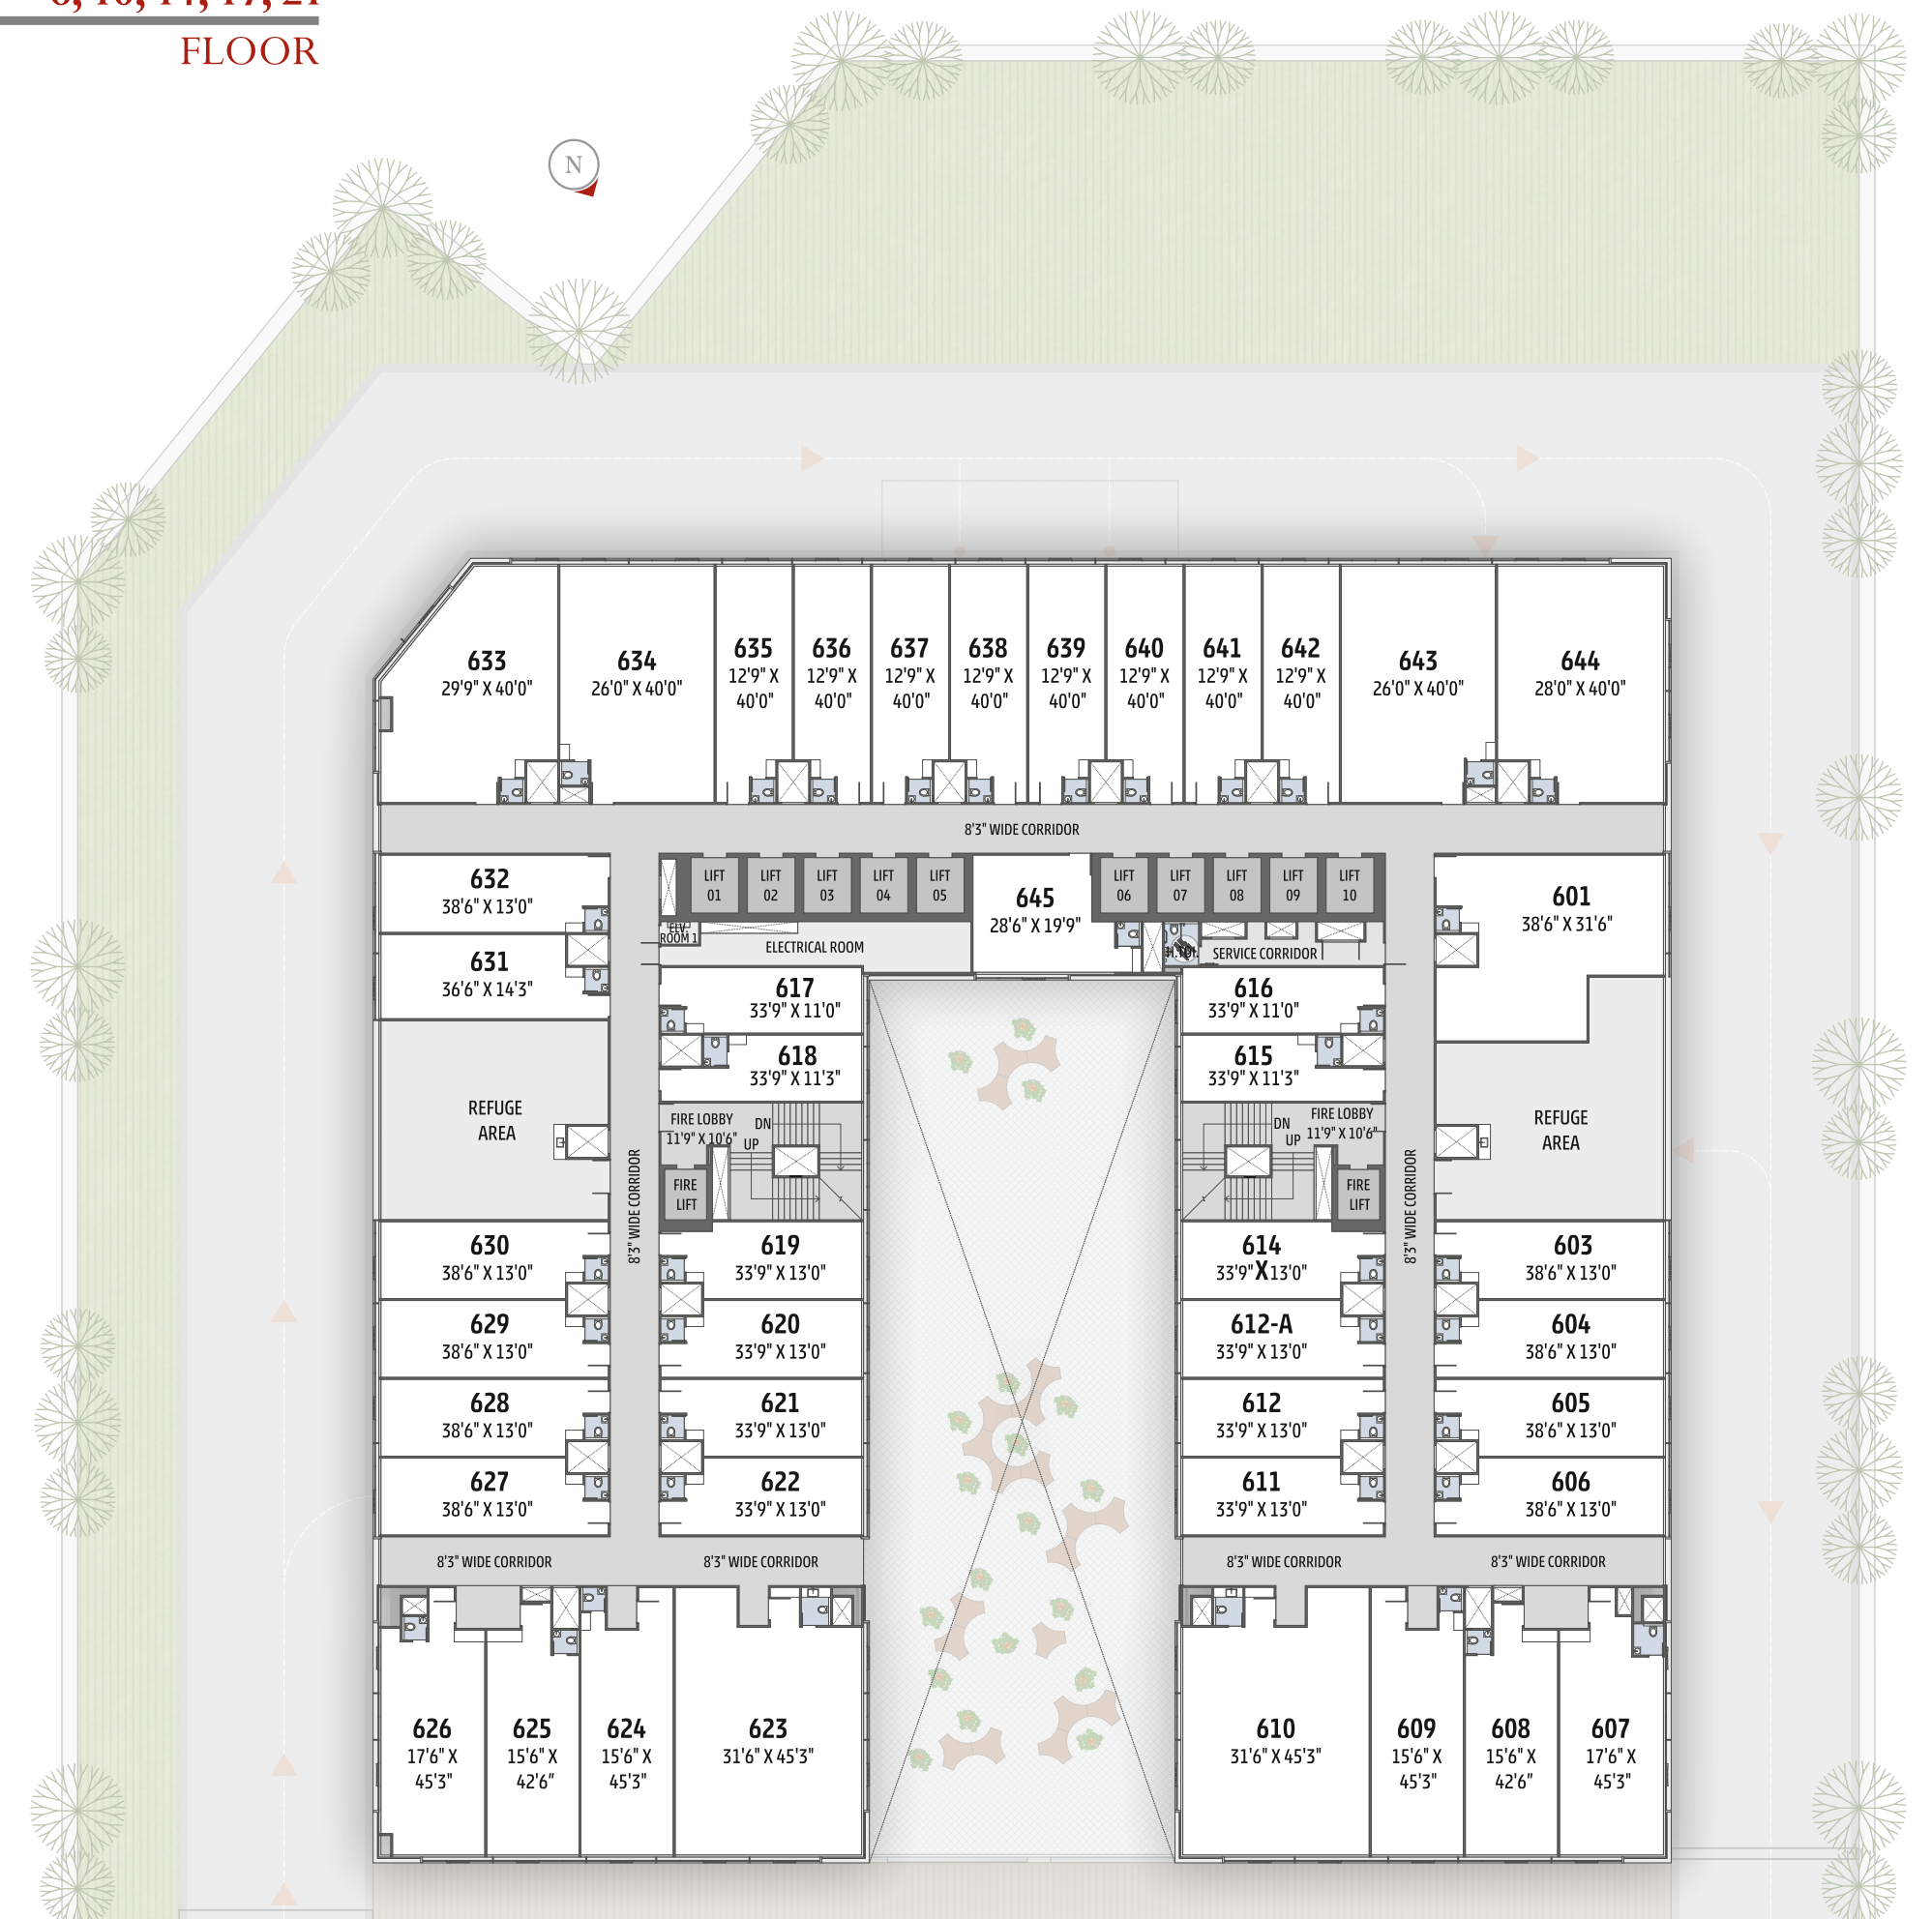 6, 10, 14, 17, 21
FLOOR
N
633
29'9" X 40'0"
634
26'0" X 40'0"
635
12'9" X
40'0"
636
12'9" X
40'0"
637
12'9" X
40'0"
638
12'9" X
40'0"
639
12'9" X
40'0"
640
12'9" X
40'0"
641
12'9" X
40'0"
642
12'9" X
40'0"
643
26'0" X 40'0"
644
28'0" X 40'0"
8'3" WIDE CORRIDOR
632
38'6" X 13'0"
LIFT
01
LIFT
02
LIFT
03
LIFT
04
LIFT
05
645
28'6" X 19'9"
LIFT
06
LIFT
07
LIFT
08
LIFT
09
LIFT
10
601
38'6" X 31'6"
ELV.
ROOM 1
ELECTRICAL ROOM
H.TOI.
SERVICE CORRIDOR
631
36'6" X 14'3"
617
33'9" X 11'0"
616
33'9" X 11'0"
618
33'9" X 11'3"
615
33'9" X 11'3"
REFUGE
AREA
FIRE LOBBY
11'9" X 10'6"
DN
UP
DN
UP
FIRE LOBBY
11'9" X 10'6"
REFUGE
AREA
8'3" WIDE CORRIDOR
FIRE
LIFT
FIRE
LIFT
8'3" WIDE CORRIDOR
630
38'6" X 13'0"
619
33'9" X 13'0"
614
33'9" X 13'0"
603
38'6" X 13'0"
629
38'6" X 13'0"
620
33'9" X 13'0"
612-A
33'9" X 13'0"
604
38'6" X 13'0"
628
38'6" X 13'0"
621
33'9" X 13'0"
612
33'9" X 13'0"
605
38'6" X 13'0"
627
38'6" X 13'0"
622
33'9" X 13'0"
611
33'9" X 13'0"
606
38'6" X 13'0"
8'3" WIDE CORRIDOR
8'3" WIDE CORRIDOR
8'3" WIDE CORRIDOR
8'3" WIDE CORRIDOR
626
17'6" X
45'3"
625
15'6" X
42'6"
624
15'6" X
45'3"
623
31'6" X 45'3"
610
31'6" X 45'3"
609
15'6" X
45'3"
608
15'6" X
42'6"
607
17'6" X
45'3"